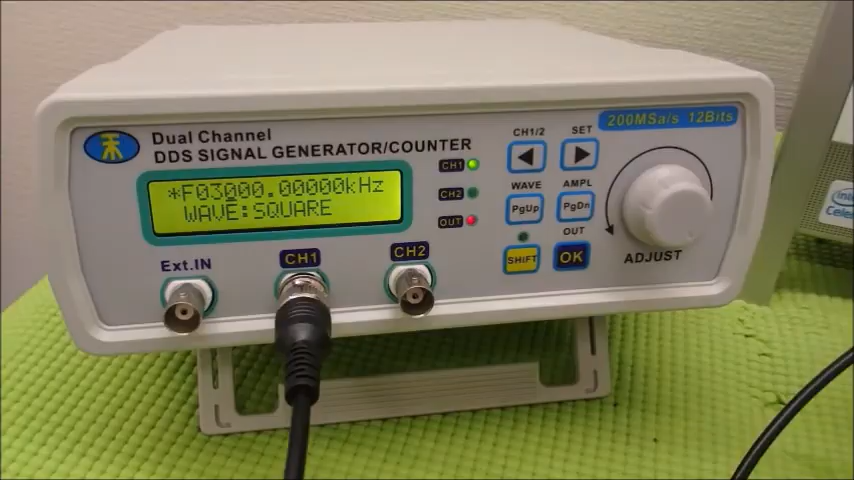 Dual Channel
DDS SIGNAL GENERATOR/COUNTER
200MSa/s 12Bits
*F03000.00000kHz
WAVE:SQUARE
CH1
CH2
OUT
CH1/2
SET
WAVE
AMPL
PgUp
PgDn
OUT
SHIFT
OK
ADJUST
Ext.IN
CH1
CH2
intel